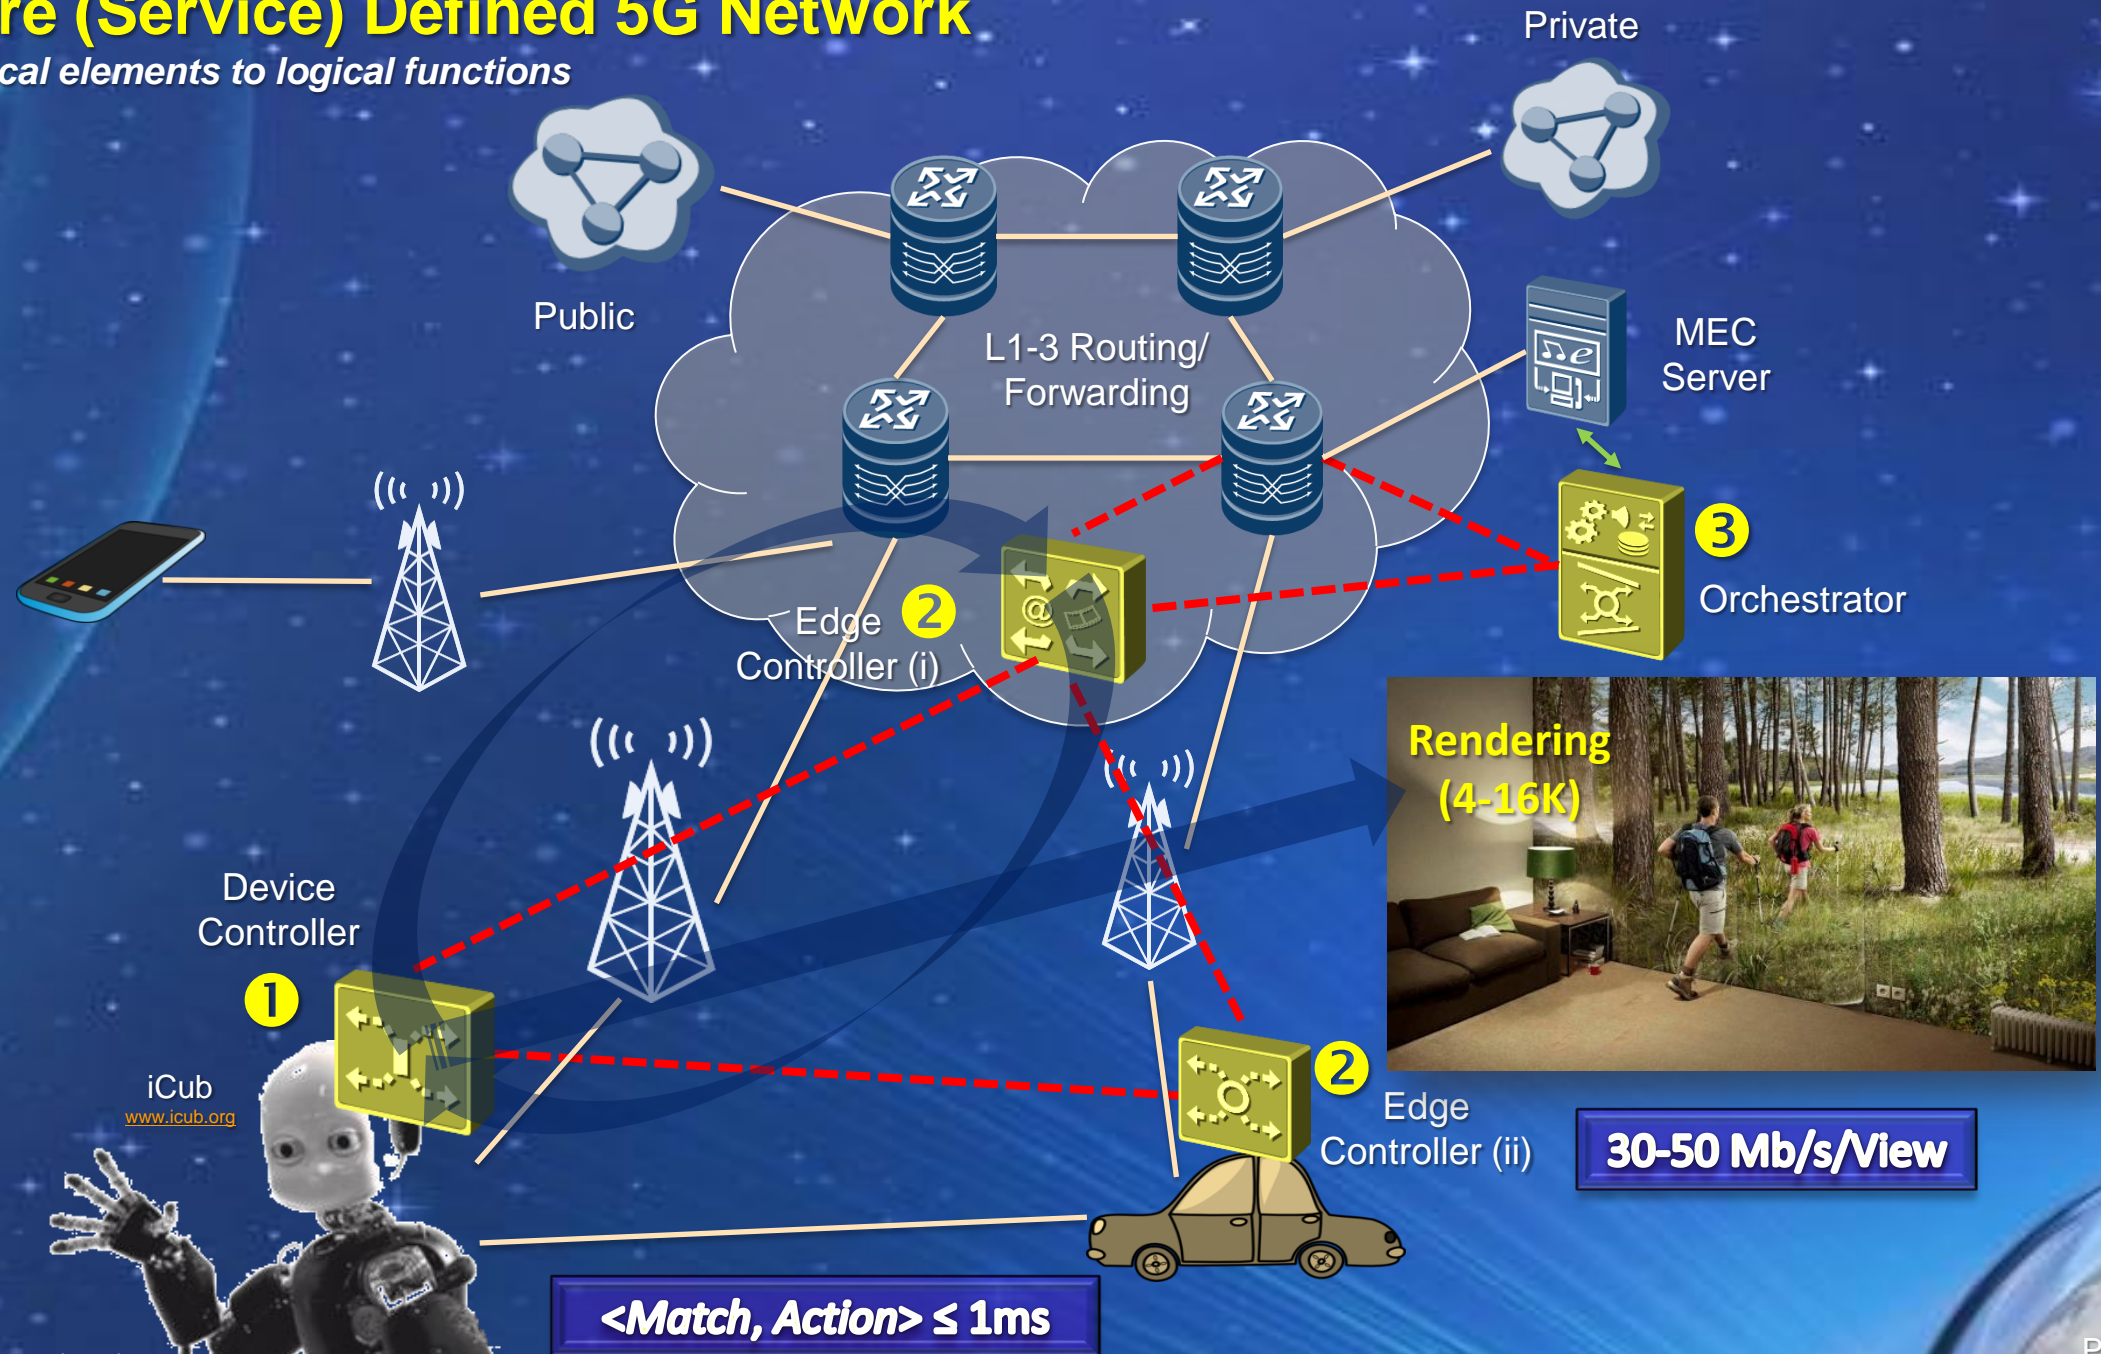 (Service) Defined 5G Network
elements to logical functions
Private
Public
L1-3 Routing/
Forwarding
MEC
Server
3
Orchestrator
Edge 2
Controller (i)
Rendering
(4-16K)
Device
Controller
1
iCub
www.icub.org
2
Edge
Controller (ii)
30-50 Mb/s/View
<Match, Action> ≤ 1ms